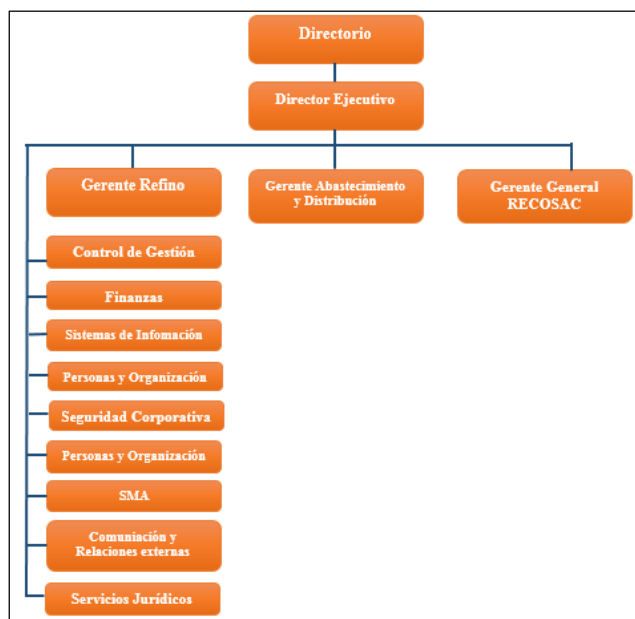 Directorio
Director Ejecutivo
Gerente Refino
Gerente Abastecimiento
y Distribución
Gerente General
RECOSAC
Control de Gestión
Finanzas
Sistemas de Infomación
Personas y Organización
Seguridad Corporativa
Personas y Organización
SMA
Comuniación y
Relaciones externas
Servicios Jurídicos